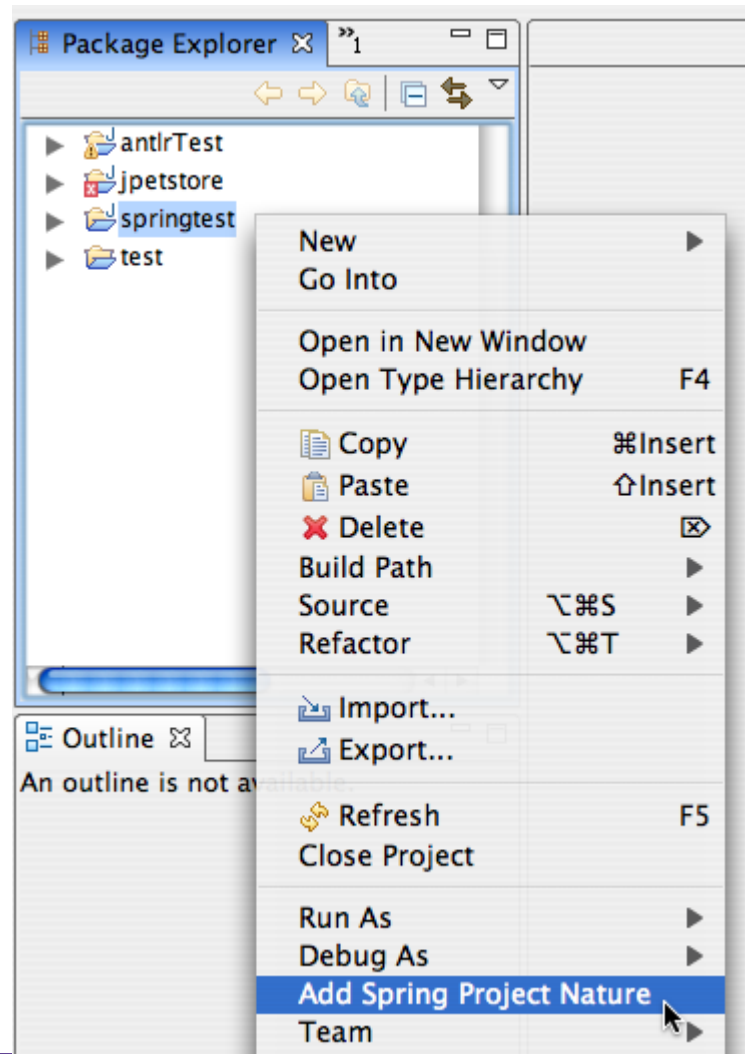 Package Explorer
»1
antlrTest
jpetstore
springtest
test
New
Go Into
Open in New Window
Open Type Hierarchy F4
Copy ⌘Insert
Paste ⇧Insert
Delete ⌦
Build Path
Source ⌥⌘S
Refactor ⌥⌘T
Import...
Export...
Outline
An outline is not available.
Refresh F5
Close Project
Run As
Debug As
Add Spring Project Nature
Team